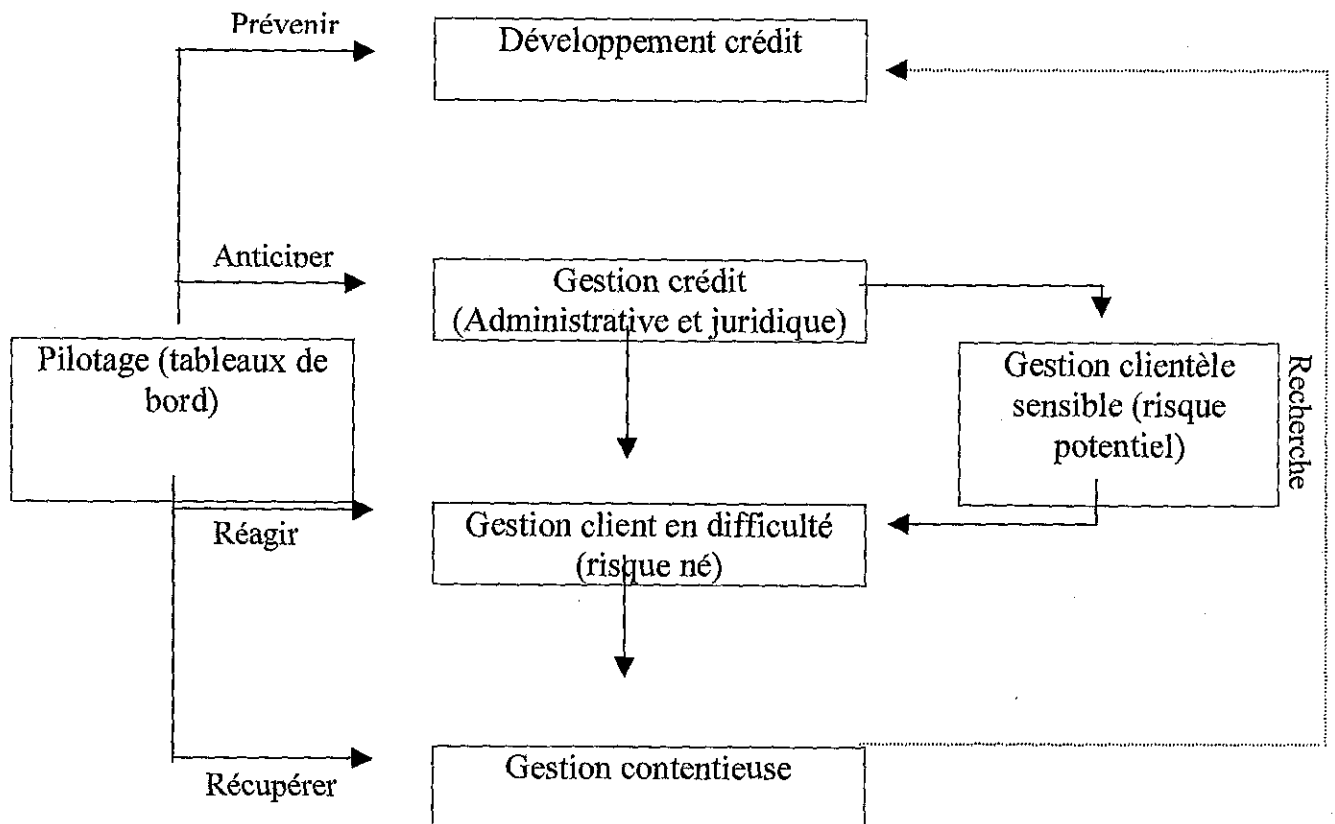 Prévenir
Développement crédit
Anticiper
Gestion crédit
(Administrative et juridique)
Pilotage (tableaux de
bord)
Gestion clientèle
sensible (risque
potentiel)
Recherche
Réagir
Gestion client en difficulté
(risque né)
Récupérer
Gestion contentieuse